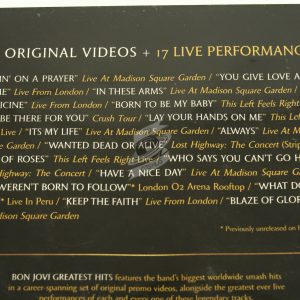 ORIGINAL VIDEOS + 17 LIVE PERFORMANC
IN' ON A PRAYER" Live At Madison Square Garden / "YOU GIVE LOVE A
ME" Live From London / "IN THESE ARMS" Live At Madison Square Garden /
ICINE" Live From London / "BORN TO BE MY BABY" This Left Feels Right
BE THERE FOR YOU" Crush Tour / "LAY YOUR HANDS ON ME" This Left
Live / "IT'S MY LIFE" Live At Madison Square Garden / "ALWAYS" Live At
e Garden / "WANTED DEAD OR ALIVE" Lost Highway: The Concert (Strip
OF ROSES" This Left Feels Right Live / "WHO SAYS YOU CAN'T GO H
Highway: The Concert / "HAVE A NICE DAY" Live At Madison Square
WEREN'T BORN TO FOLLOW"* London O2 Arena Rooftop / "WHAT DO
"* Live In Peru / "KEEP THE FAITH" Live From London / "BLAZE OF GLOR
dison Square Garden
* Previously unreleased on
BON JOVI GREATEST HITS features the band's biggest worldwide smash hits
in a career-spanning set of original promo videos, alongside the greatest ever live
performances of each and every one of these legendary tracks.